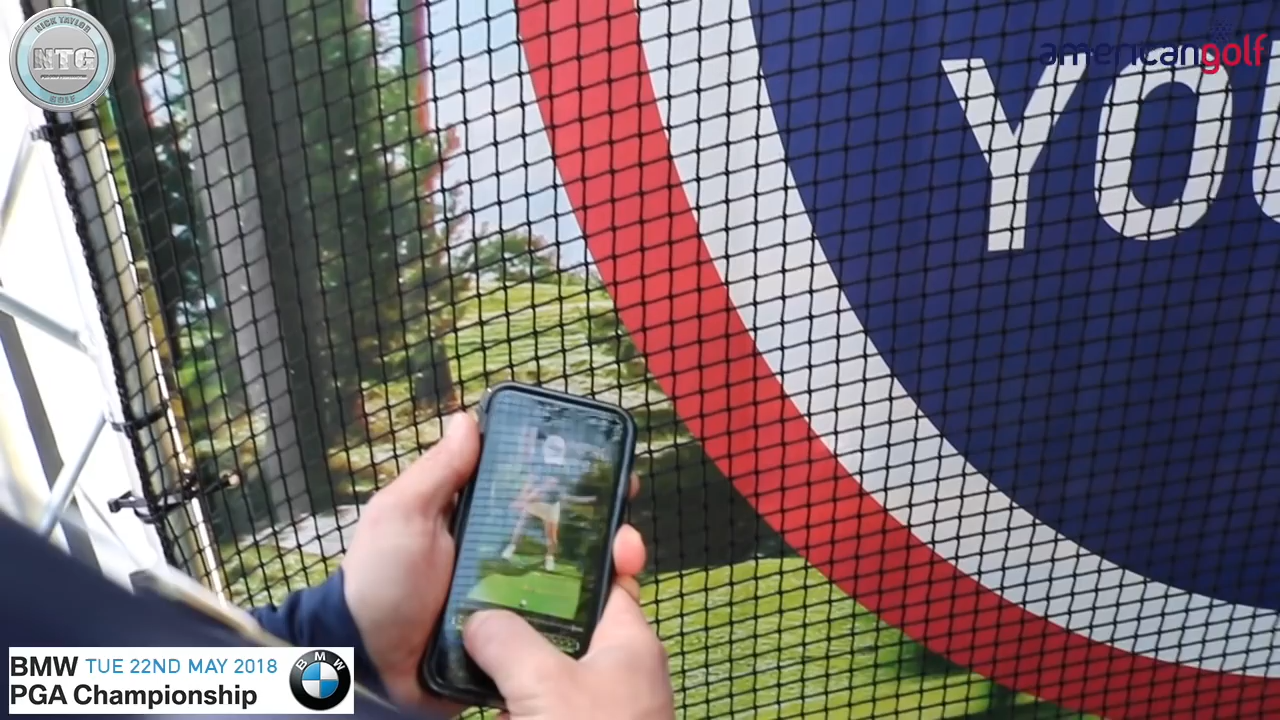 NICK TAYLOR
NTG
GOLF
americangolf
YOU
BMW TUE 22ND MAY 2018
PGA Championship
BMW